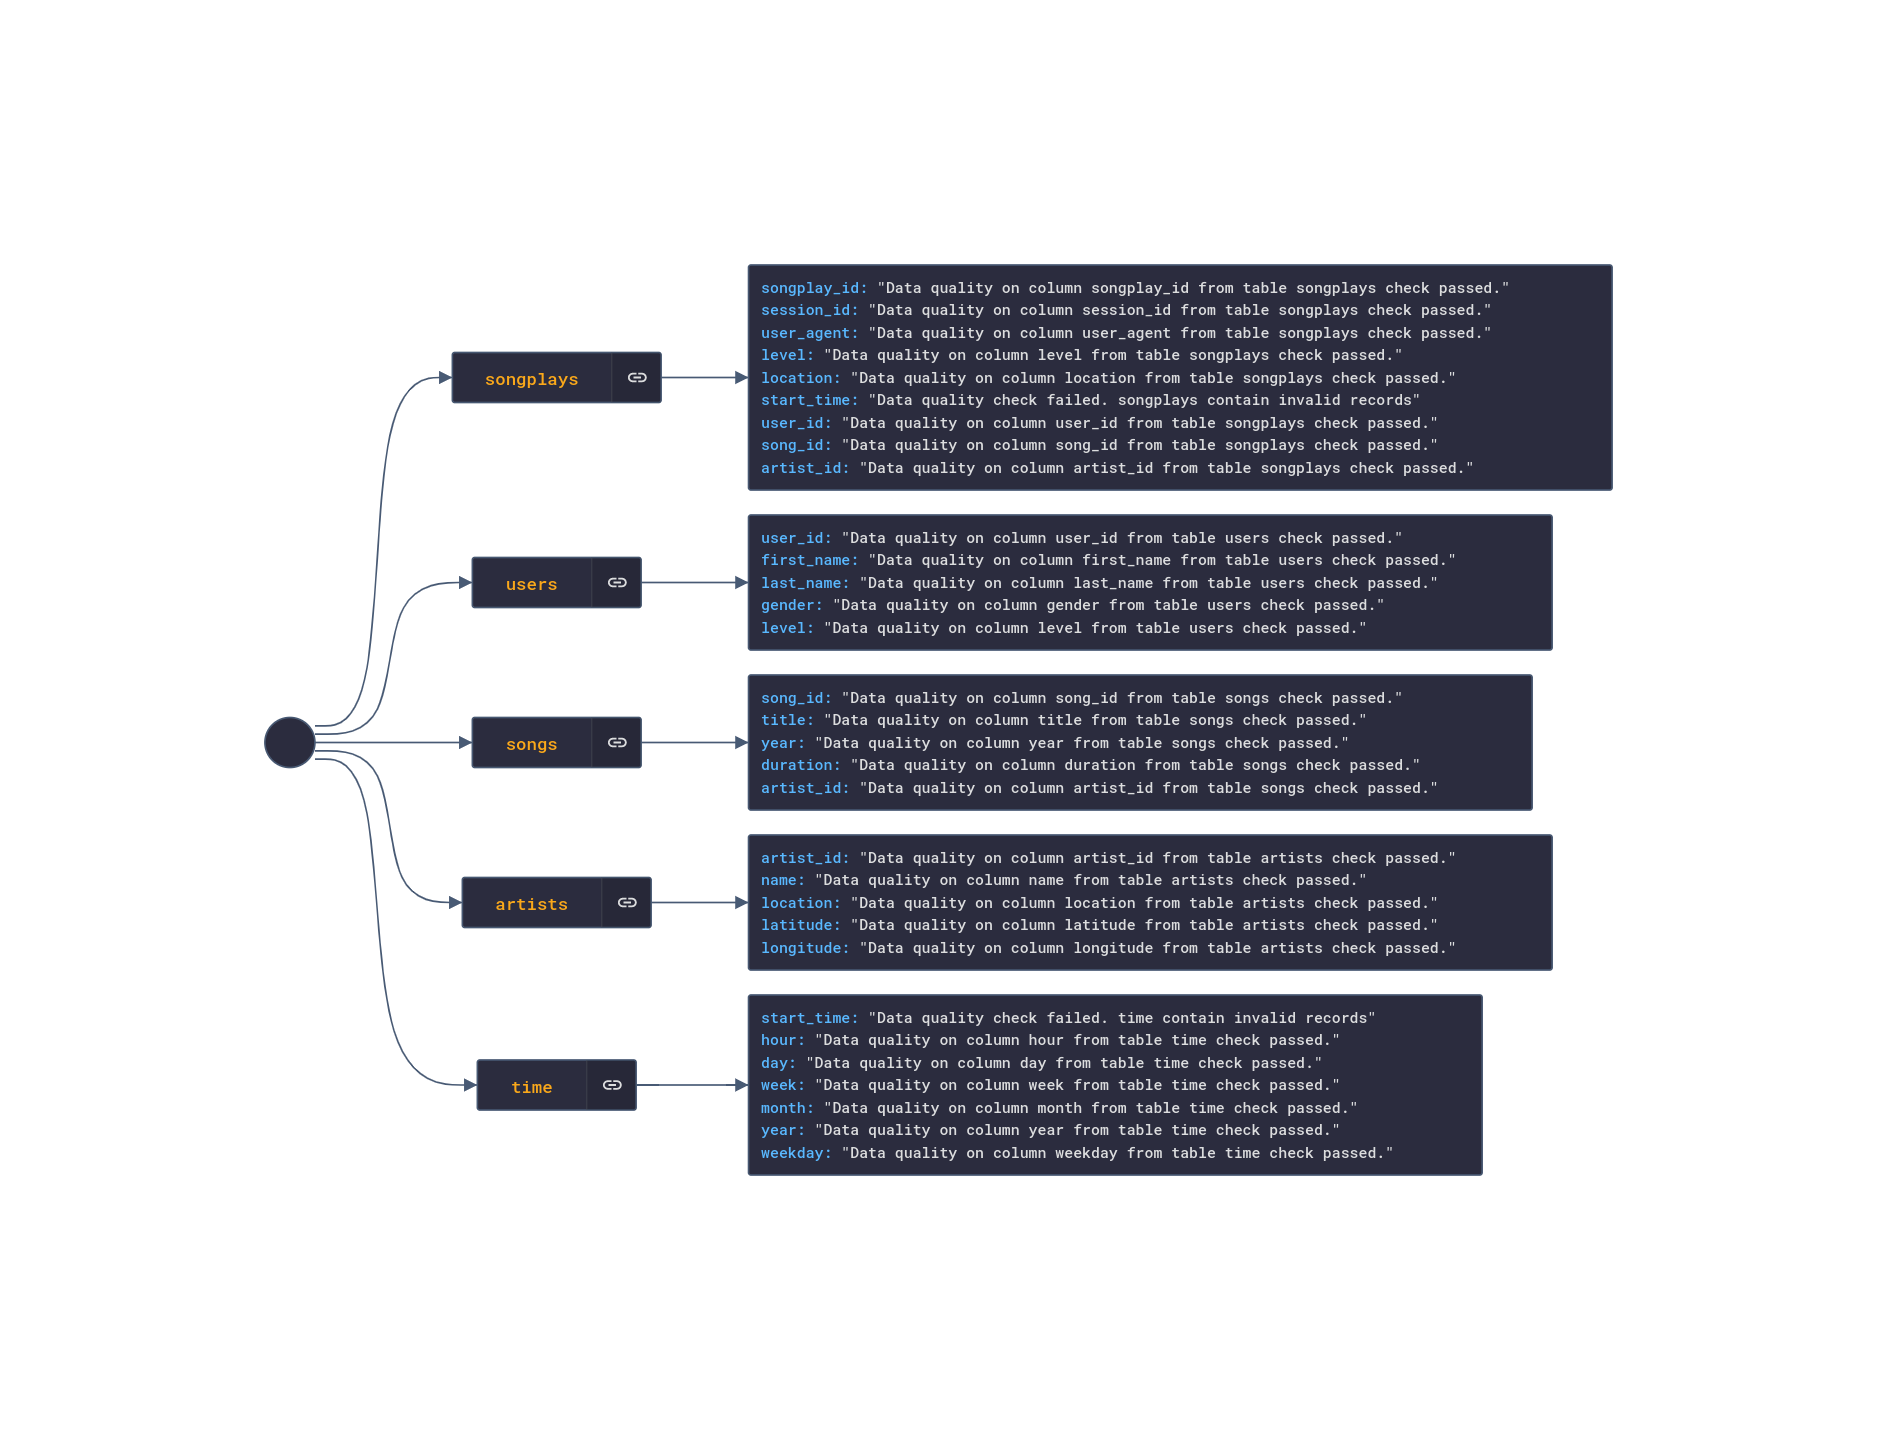 songplays
songplay_id: "Data quality on column songplay_id from table songplays check passed."
session_id: "Data quality on column session_id from table songplays check passed."
user_agent: "Data quality on column user_agent from table songplays check passed."
level: "Data quality on column level from table songplays check passed."
location: "Data quality on column location from table songplays check passed."
start_time: "Data quality check failed. songplays contain invalid records"
user_id: "Data quality on column user_id from table songplays check passed."
song_id: "Data quality on column song_id from table songplays check passed."
artist_id: "Data quality on column artist_id from table songplays check passed."
users
user_id: "Data quality on column user_id from table users check passed."
first_name: "Data quality on column first_name from table users check passed."
last_name: "Data quality on column last_name from table users check passed."
gender: "Data quality on column gender from table users check passed."
level: "Data quality on column level from table users check passed."
songs
song_id: "Data quality on column song_id from table songs check passed."
title: "Data quality on column title from table songs check passed."
year: "Data quality on column year from table songs check passed."
duration: "Data quality on column duration from table songs check passed."
artist_id: "Data quality on column artist_id from table songs check passed."
artists
artist_id: "Data quality on column artist_id from table artists check passed."
name: "Data quality on column name from table artists check passed."
location: "Data quality on column location from table artists check passed."
latitude: "Data quality on column latitude from table artists check passed."
longitude: "Data quality on column longitude from table artists check passed."
time
start_time: "Data quality check failed. time contain invalid records"
hour: "Data quality on column hour from table time check passed."
day: "Data quality on column day from table time check passed."
week: "Data quality on column week from table time check passed."
month: "Data quality on column month from table time check passed."
year: "Data quality on column year from table time check passed."
weekday: "Data quality on column weekday from table time check passed."